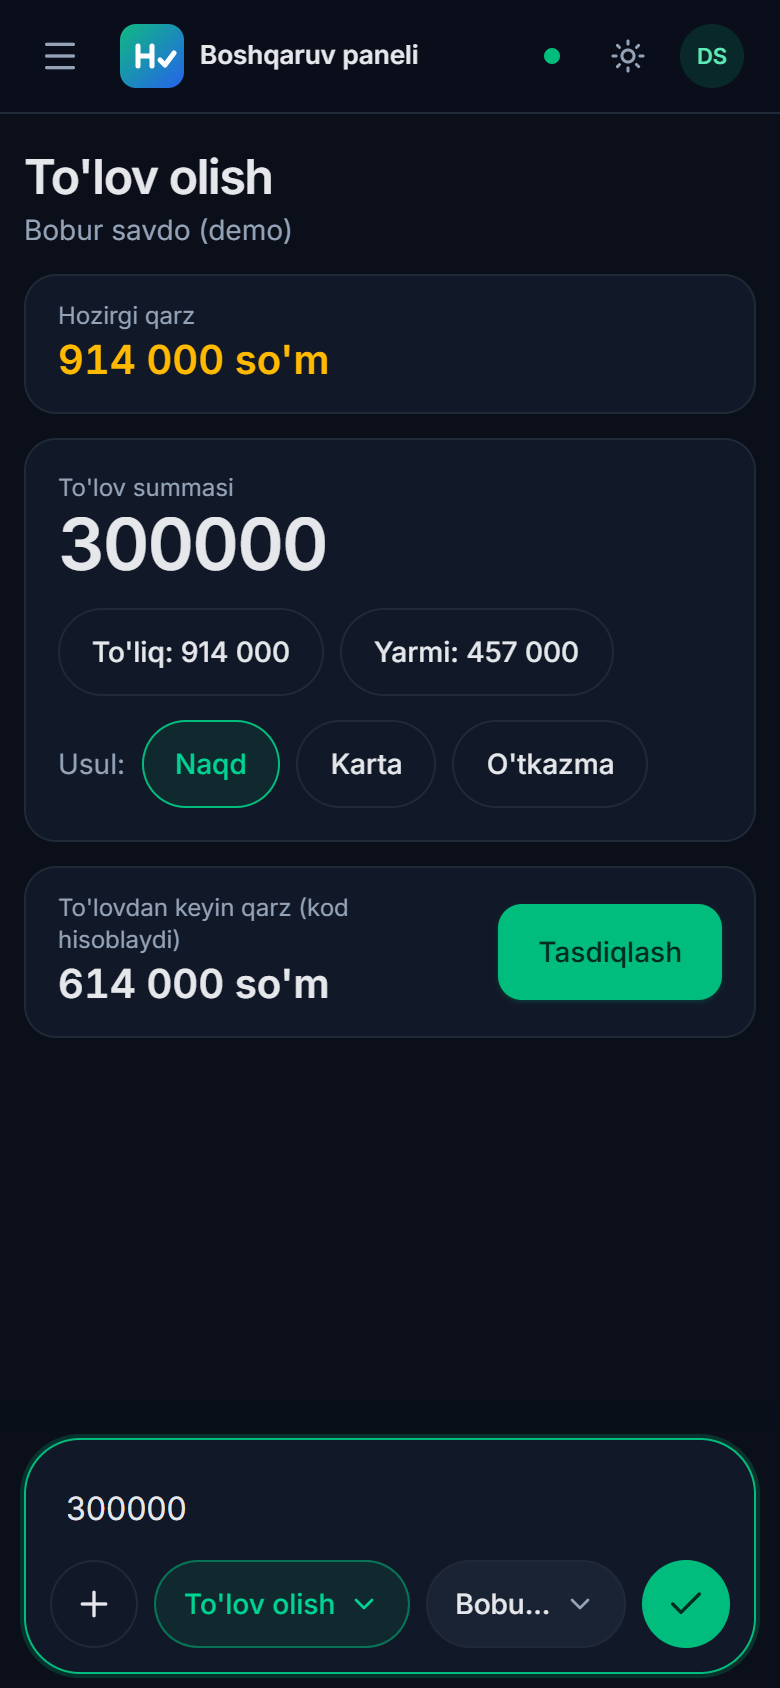 H✓ Boshqaruv paneli DS
To'lov olish
Bobur savdo (demo)
Hozirgi qarz
914 000 so'm
To'lov summasi
300000
To'liq: 914 000 Yarmi: 457 000
Usul: Naqd Karta O'tkazma
To'lovdan keyin qarz (kod
hisoblaydi)
614 000 so'm
Tasdiqlash
300000
To'lov olish Bobu...